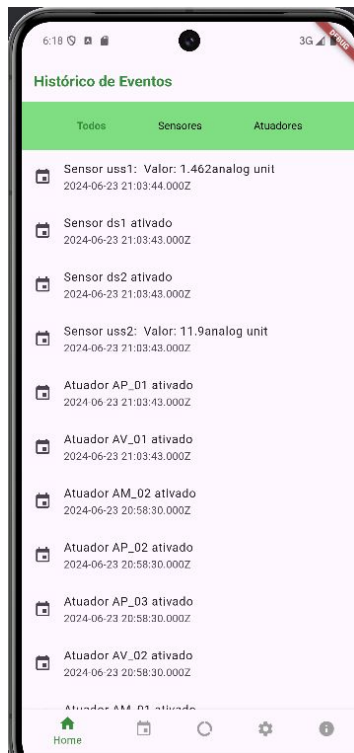 6:18
3G
DEBUG
Histórico de Eventos
Todos Sensores Atuadores
Sensor uss1: Valor: 1.462analog unit
2024-06-23 21:03:44.000Z
Sensor ds1 ativado
2024-06-23 21:03:43.000Z
Sensor ds2 ativado
2024-06-23 21:03:43.000Z
Sensor uss2: Valor: 11.9analog unit
2024-06-23 21:03:43.000Z
Atuador AP_01 ativado
2024-06-23 21:03:43.000Z
Atuador AV_01 ativado
2024-06-23 21:03:43.000Z
Atuador AM_02 ativado
2024-06-23 20:58:30.000Z
Atuador AP_02 ativado
2024-06-23 20:58:30.000Z
Atuador AP_03 ativado
2024-06-23 20:58:30.000Z
Atuador AV_02 ativado
2024-06-23 20:58:30.000Z
Atuador AM_01 ativado
Home